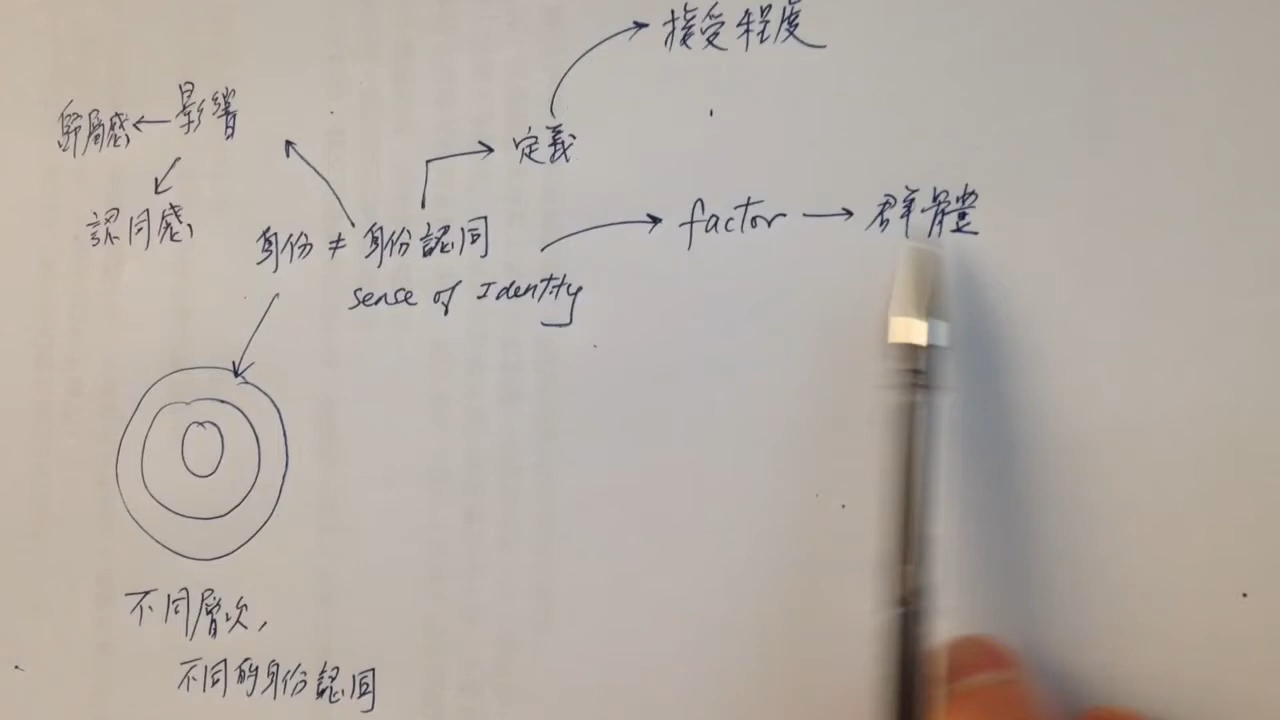 接受程度
影響
歸屬感
定義
認同感
factor
群體
身份 ≠ 身份認同
sense of Identity
不同層次,
不同的身份認同